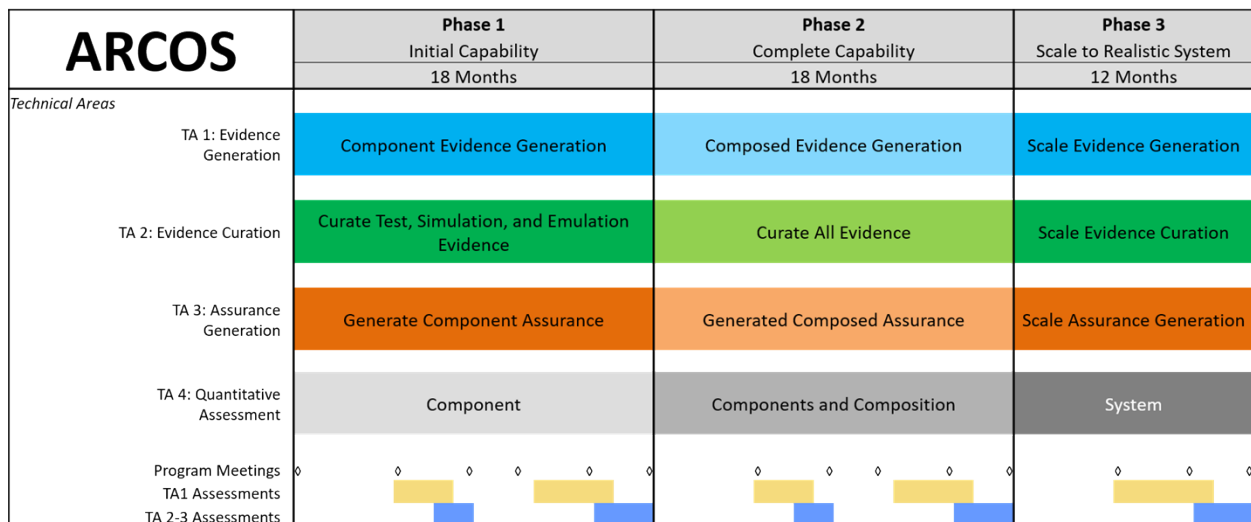 ARCOS
Phase 1
Initial Capability
18 Months
Phase 2
Complete Capability
18 Months
Phase 3
Scale to Realistic System
12 Months
Technical Areas
TA 1: Evidence
Generation
Component Evidence Generation
Composed Evidence Generation
Scale Evidence Generation
TA 2: Evidence Curation
Curate Test, Simulation, and Emulation
Evidence
Curate All Evidence
Scale Evidence Curation
TA 3: Assurance
Generation
Generate Component Assurance
Generated Composed Assurance
Scale Assurance Generation
TA 4: Quantitative
Assessment
Component
Components and Composition
System
Program Meetings
TA1 Assessments
TA 2-3 Assessments